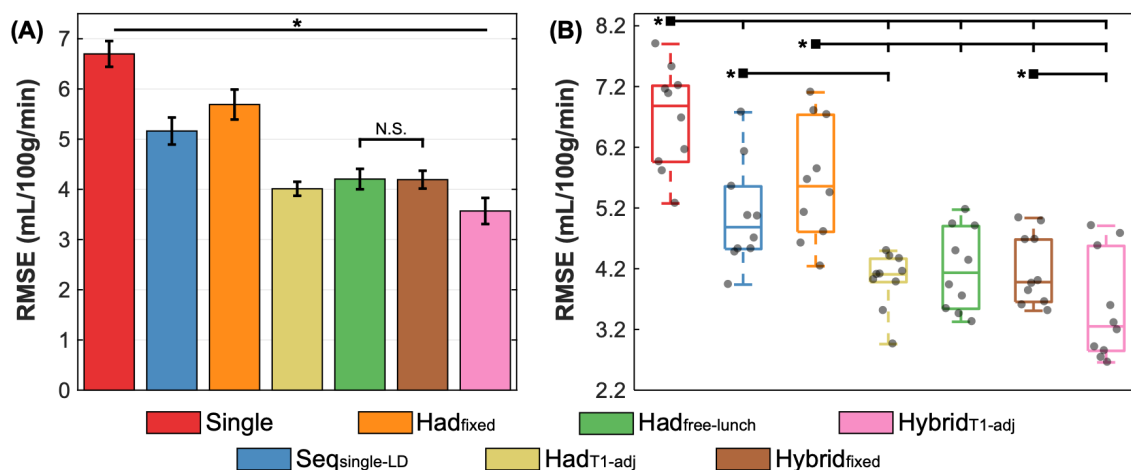 (A)
*
7
6
5
4
3
2
1
0
RMSE (mL/100g/min)
N.S.
(B)
*
*
*
*
8.2
7.2
6.2
5.2
4.2
3.2
2.2
RMSE (mL/100g/min)
Single Hadfixed Hadfree-lunch HybridT1-adj
Seqsingle-LD HadT1-adj Hybridfixed